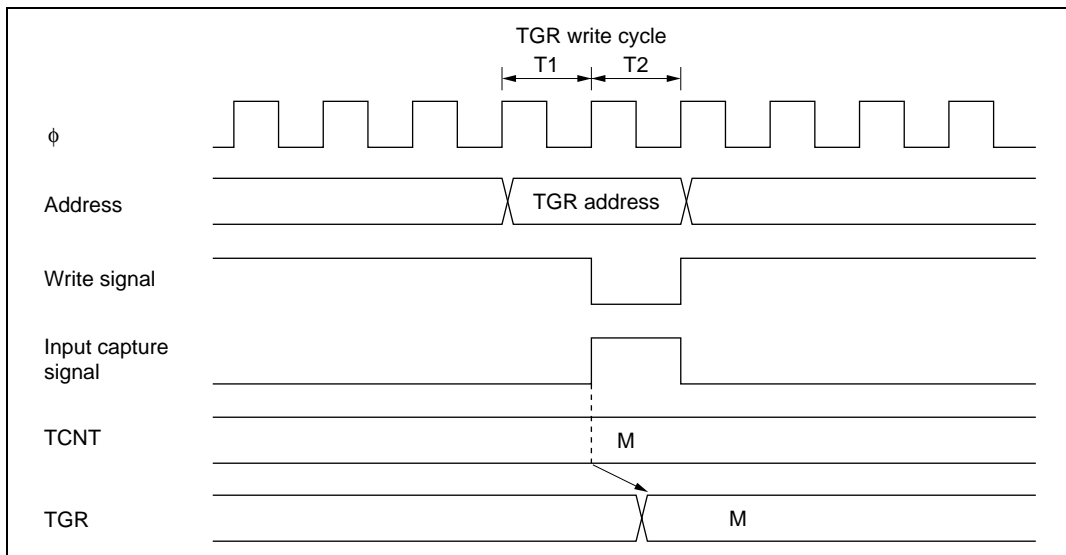 TGR write cycle
T1 T2
ϕ
Address
TGR address
Write signal
Input capture
signal
TCNT
M
TGR
M